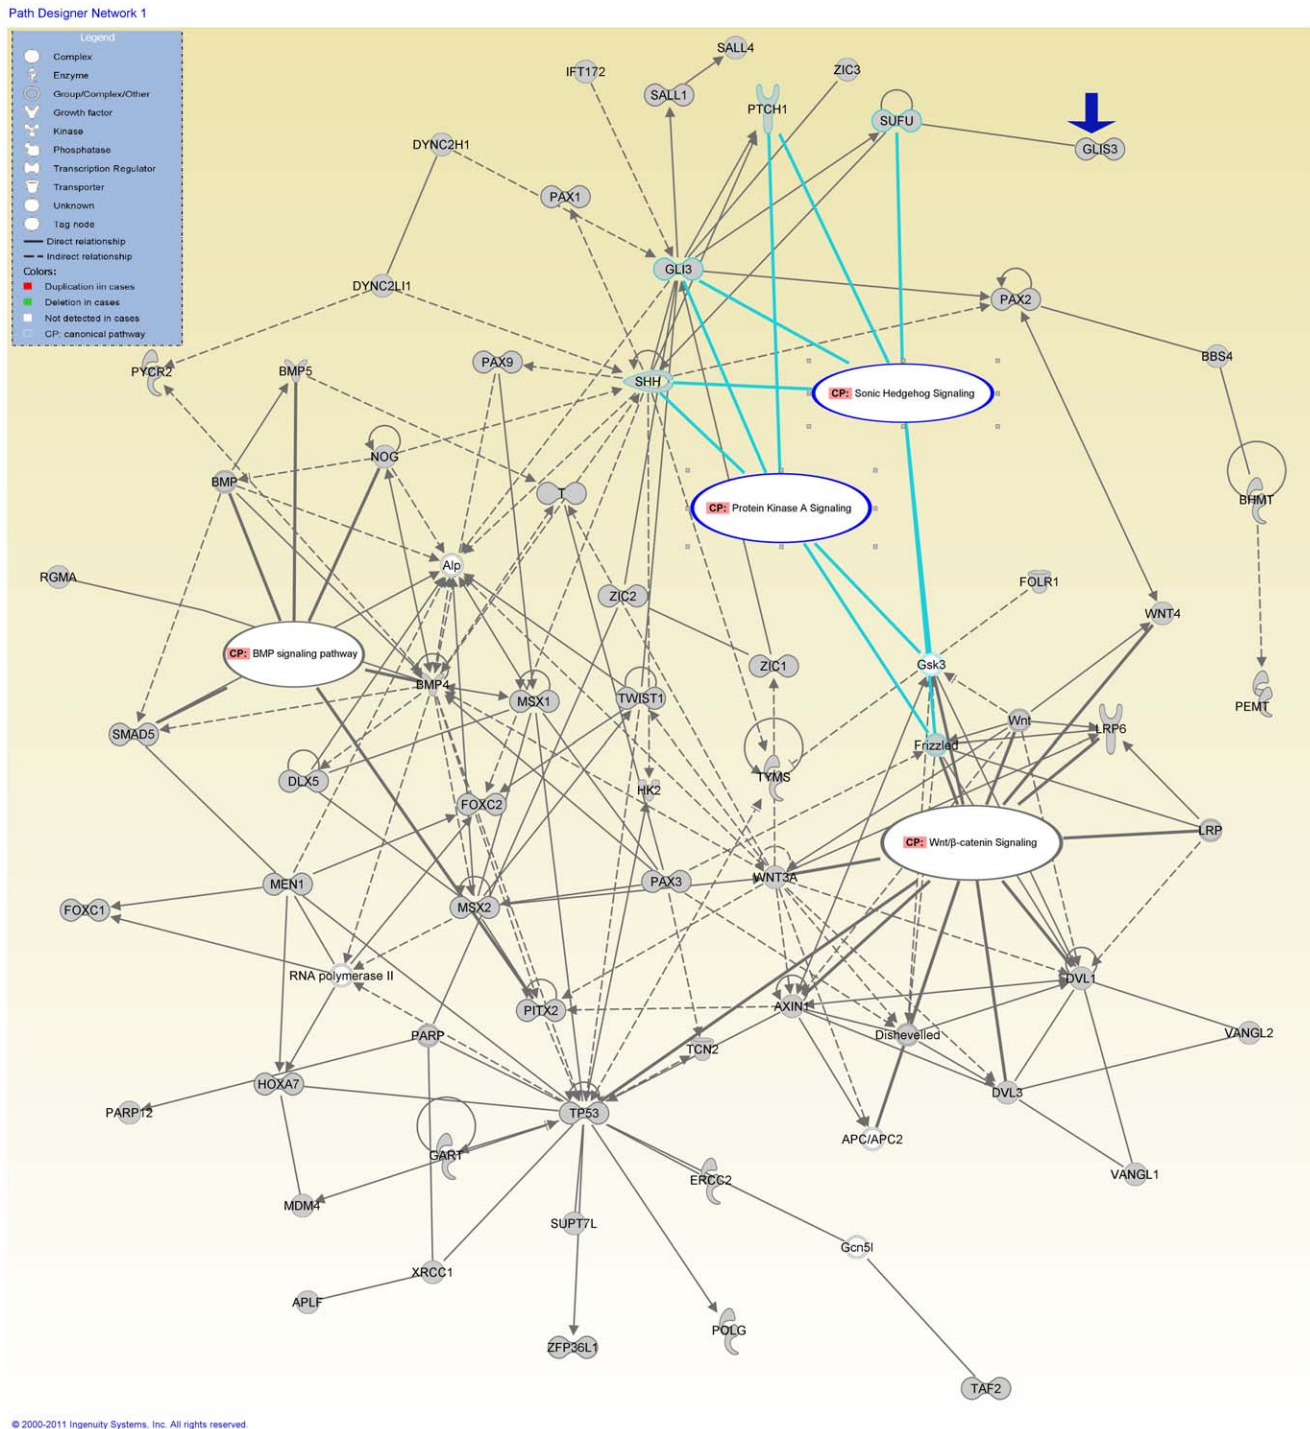 Path Designer Network 1
Legend
Complex
Enzyme
Group/Complex/Other
Growth factor
Kinase
Phosphatase
Transcription Regulator
Transporter
Unknown
Tag node
Direct relationship
Indirect relationship
Colors:
Duplication iin cases
Deletion in cases
Not detected in cases
CP: canonical pathway
SALL4
IFT172
ZIC3
SALL1
PTCH1
SUFU
GLIS3
DYNC2H1
PAX1
GLI3
DYNC2LI1
PAX2
BBS4
PYCR2
BMP5
PAX9
SHH
CP: Sonic Hedgehog Signaling
NOG
BMP
T
BHMT
CP: Protein Kinase A Signaling
Alp
RGMA
ZIC2
FOLR1
WNT4
CP: BMP signaling pathway
ZIC1
Gsk3
BMP4
MSX1
TWIST1
PEMT
SMAD5
Wnt
LRP6
Frizzled
DLX5
HK2
TYMS
FOXC2
LRP
CP: Wnt/β-catenin Signaling
MEN1
PAX3
WNT3A
FOXC1
MSX2
RNA polymerase II
DVL1
PITX2
AXIN1
PARP
TCN2
Dishevelled
VANGL2
HOXA7
DVL3
PARP12
TP53
APC/APC2
GART
ERCC2
VANGL1
MDM4
SUPT7L
Gcn5l
XRCC1
APLF
POLG
ZFP36L1
TAF2
© 2000-2011 Ingenuity Systems, Inc. All rights reserved.